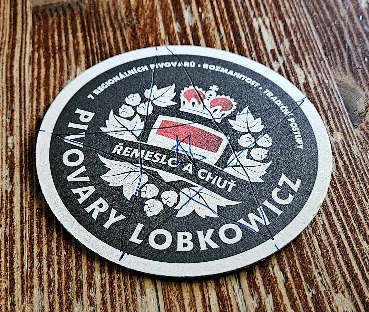 7 REGIONÁLNÍCH PIVOVARŮ • ROZMANITOST • TRADIČNÍ POSTUPY
ŘEMESLO A CHUŤ
PIVOVARY LOBKOWICZ